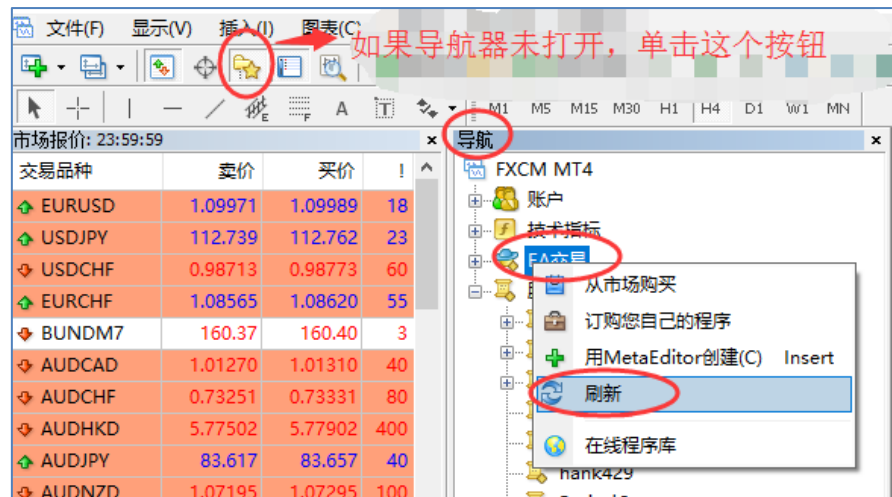 文件(F) 显示(V) 插入(I) 图表(C)
如果导航器未打开，单击这个按钮
A T
E F
M1 M5 M15 M30 H1 H4 D1 W1 MN
市场报价: 23:59:59
交易品种 卖价 买价 !
EURUSD 1.09971 1.09989 18
USDJPY 112.739 112.762 23
USDCHF 0.98713 0.98773 60
EURCHF 1.08565 1.08620 55
BUNDM7 160.37 160.40 3
AUDCAD 1.01270 1.01310 40
AUDCHF 0.73251 0.73331 80
AUDHKD 5.77502 5.77902 400
AUDJPY 83.617 83.657 40
AUDNZD 1.07195 1.07295 100
导航
FXCM MT4
账户
技术指标
EA交易
从市场购买
订购您自己的程序
用MetaEditor创建(C) Insert
刷新
在线程序库
hank429